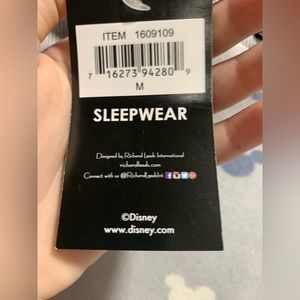 ITEM 1609109
7 16273 94280 9
M
SLEEPWEAR
Designed by Richard Leeds International
richardleeds.com
Connect with us @RichardLeedsInt
©Disney
www.disney.com